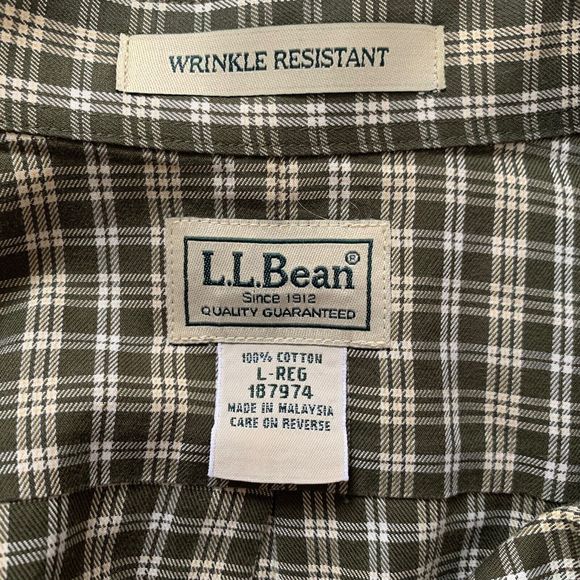 WRINKLE RESISTANT
L.L.Bean®
Since 1912
QUALITY GUARANTEED
100% COTTON
L-REG
187974
MADE IN MALAYSIA
CARE ON REVERSE